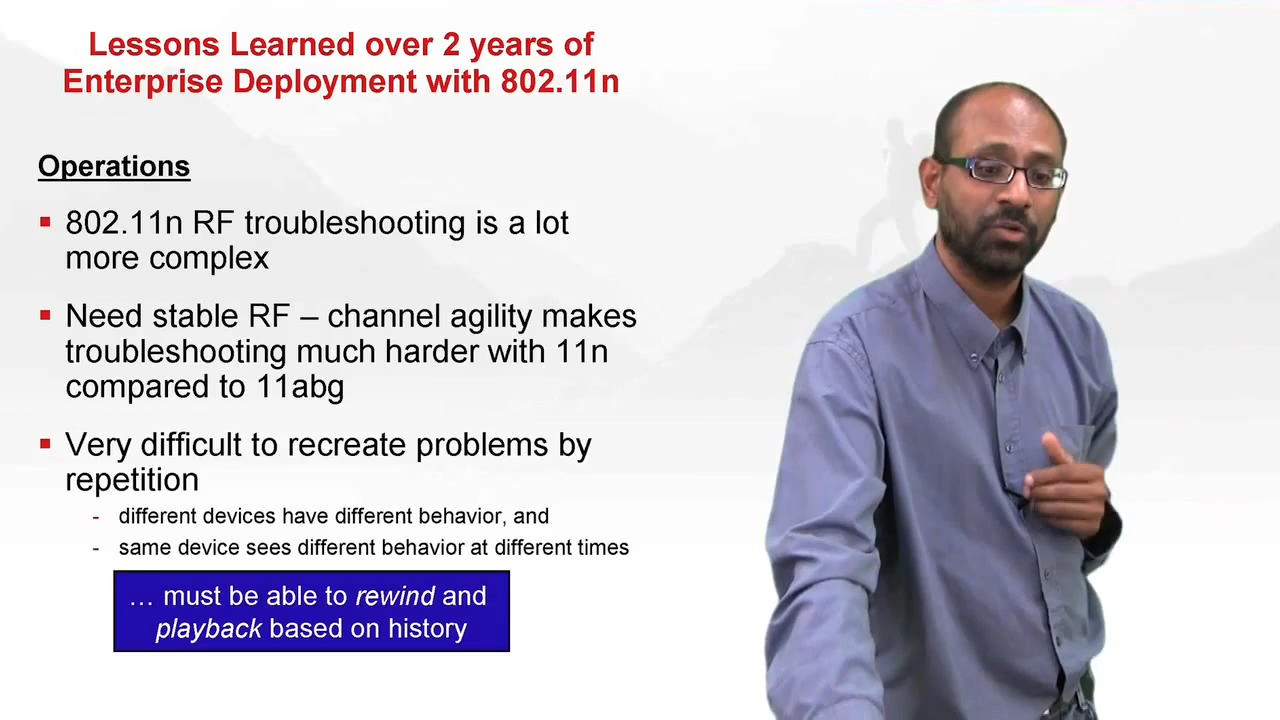 Lessons Learned over 2 years of
Enterprise Deployment with 802.11n
Operations
802.11n RF troubleshooting is a lot
more complex
Need stable RF – channel agility makes
troubleshooting much harder with 11n
compared to 11abg
Very difficult to recreate problems by
repetition
- different devices have different behavior, and
- same device sees different behavior at different times
… must be able to rewind and
playback based on history